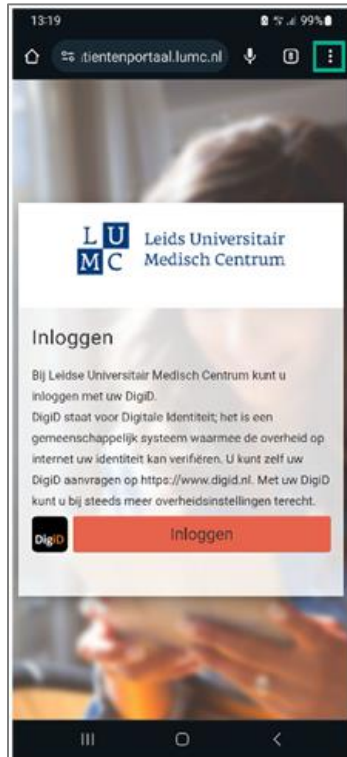 13:19
99%
tientenportaal.lumc.nl
8
L U
M C
Leids Universitair
Medisch Centrum
Inloggen
Bij Leidse Universitair Medisch Centrum kunt u
inloggen met uw DigiD.
DigiD staat voor Digitale Identiteit; het is een
gemeenschappelijk systeem waarmee de overheid op
internet uw identiteit kan verifiëren. U kunt zelf uw
DigiD aanvragen op https://www.digid.nl. Met uw DigiD
kunt u bij steeds meer overheidsinstellingen terecht.
DigiD
Inloggen